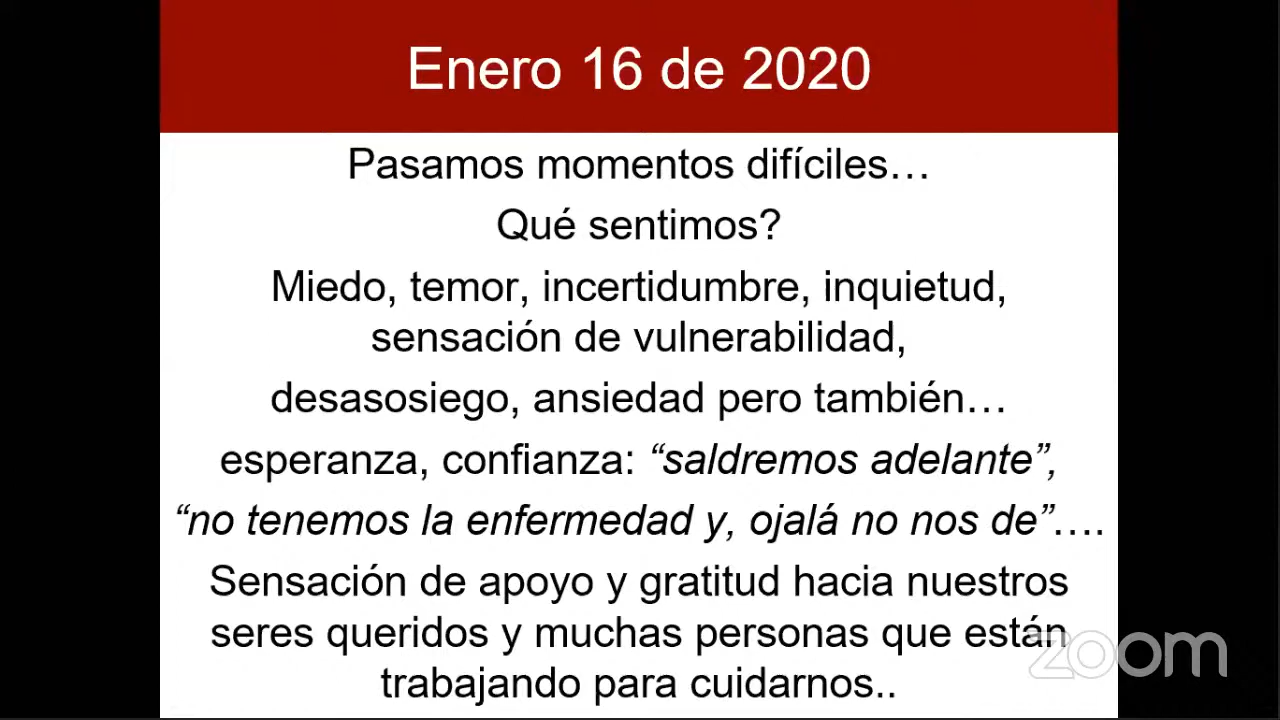 Enero 16 de 2020
Pasamos momentos difíciles…
Qué sentimos?
Miedo, temor, incertidumbre, inquietud,
sensación de vulnerabilidad,
desasosiego, ansiedad pero también…
esperanza, confianza: “saldremos adelante”,
“no tenemos la enfermedad y, ojalá no nos de”….
Sensación de apoyo y gratitud hacia nuestros
seres queridos y muchas personas que están
trabajando para cuidarnos..
zoom